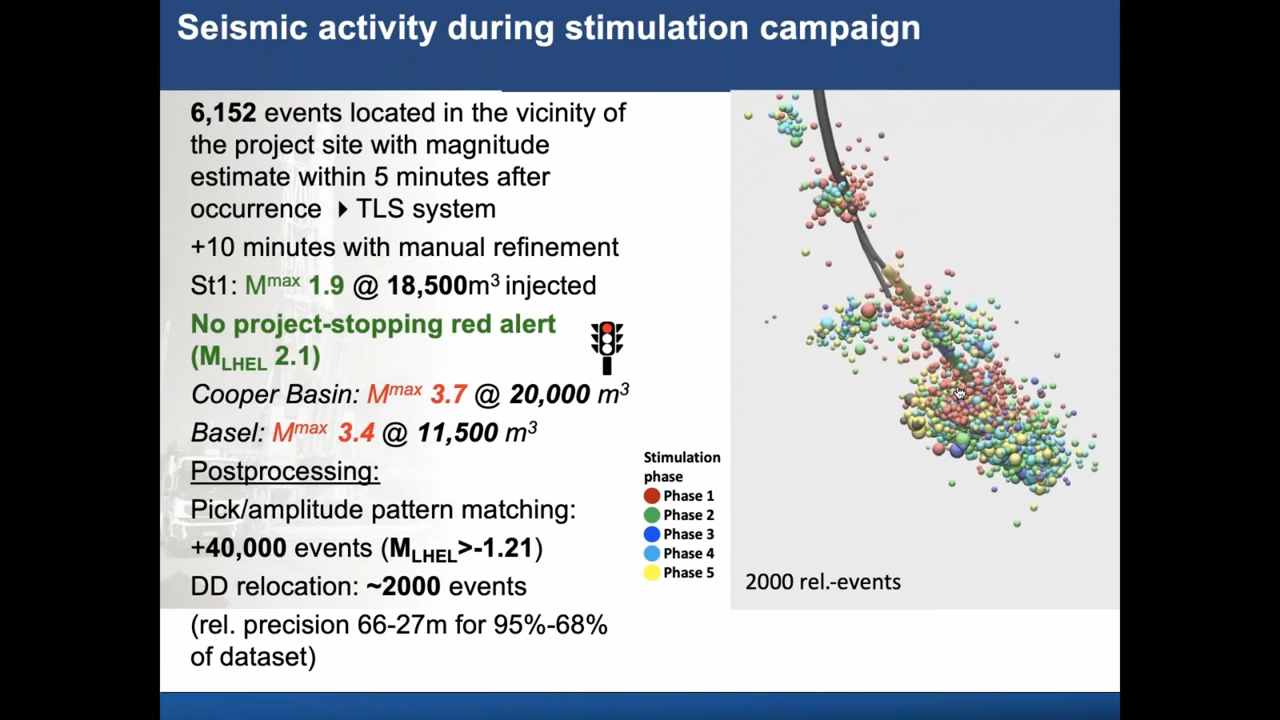 Seismic activity during stimulation campaign
6,152 events located in the vicinity of
the project site with magnitude
estimate within 5 minutes after
occurrence ▸ TLS system
+10 minutes with manual refinement
St1: Mmax 1.9 @ 18,500m³ injected
No project-stopping red alert
(MLHEL 2.1)
Cooper Basin: Mmax 3.7 @ 20,000 m³
Basel: Mmax 3.4 @ 11,500 m³
Postprocessing:
Pick/amplitude pattern matching:
+40,000 events (MLHEL>-1.21)
DD relocation: ~2000 events
(rel. precision 66-27m for 95%-68%
of dataset)
Stimulation
phase
Phase 1
Phase 2
Phase 3
Phase 4
Phase 5
2000 rel.-events